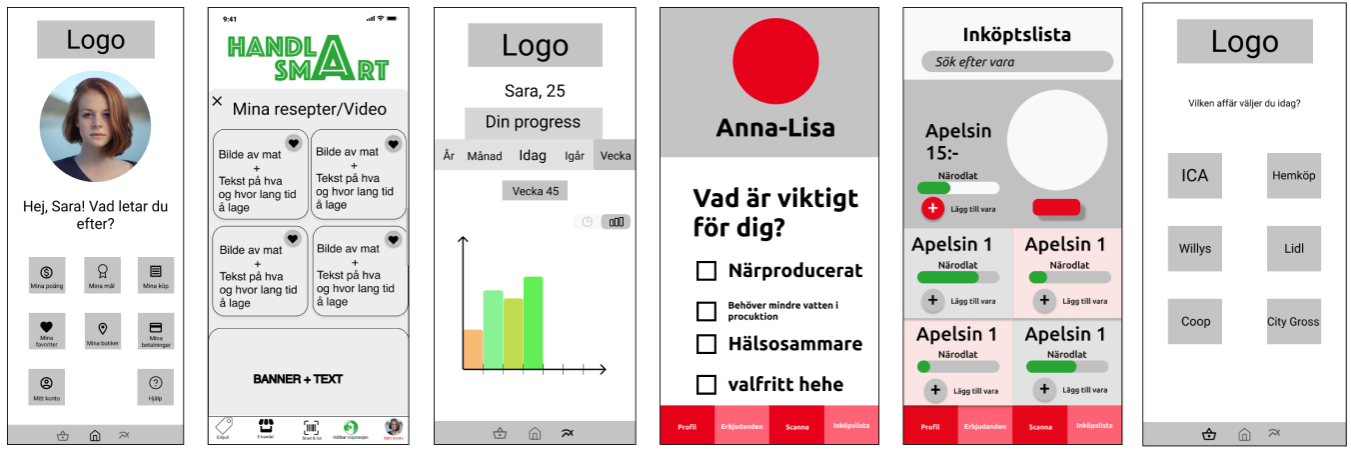 Logo
Hej, Sara! Vad letar du
efter?
Mina poäng
Mina mål
Mina köp
Mina
favoriter
Mina butiker
Mina
betalningar
Mitt konto
Hjälp
9:41
HANDLA
SMART
Mina resepter/Video
Bilde av mat
+
Tekst på hva
og hvor lang tid
å lage
Bilde av mat
+
Tekst på hva
og hvor lang tid
å lage
Bilde av mat
+
Tekst på hva
og hvor lang tid
å lage
Bilde av mat
+
Tekst på hva
og hvor lang tid
å lage
BANNER + TEXT
Erbjud
E-handel
Scan & Go
Hållbar inspirasjon
Mitt konto
Logo
Sara, 25
Din progress
År Månad Idag Igår Vecka
Vecka 45
Anna-Lisa
Vad är viktigt
för dig?
Närproducerat
Behöver mindre vatten i
procuktion
Hälsosammare
valfritt hehe
Profil Erbjudanden Scanna Inköpslista
Inköptslista
Sök efter vara
Apelsin
15:-
Närodlat
Lägg till vara
Apelsin 1
Närodlat
Lägg till vara
Apelsin 1
Närodlat
Lägg till vara
Apelsin 1
Närodlat
Lägg till vara
Apelsin 1
Närodlat
Lägg till vara
Profil Erbjudanden Scanna Inköpslista
Logo
Vilken affär väljer du idag?
ICA
Hemköp
Willys
Lidl
Coop
City Gross